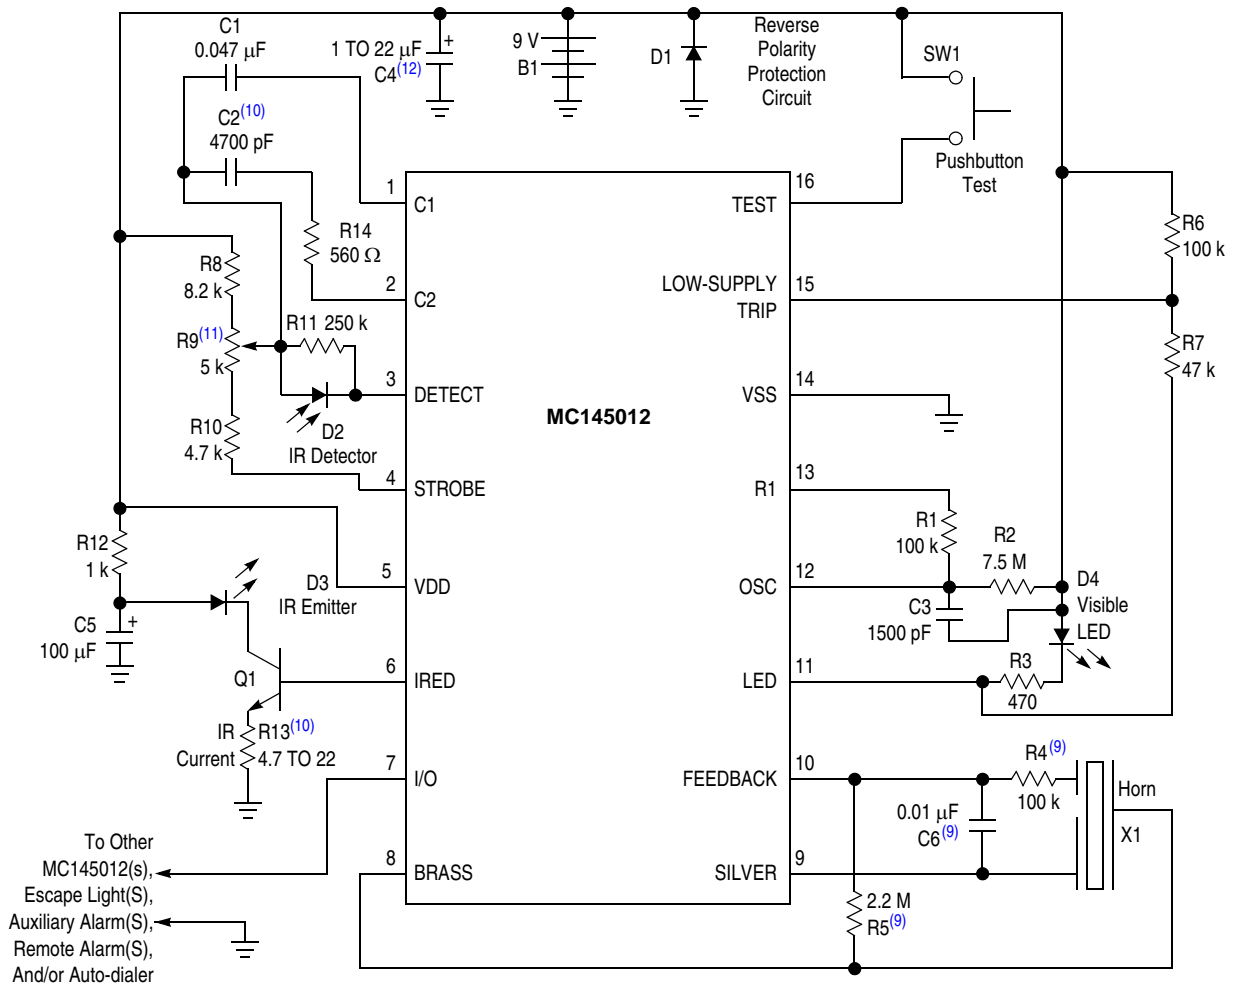 C1
0.047 μF
1 TO 22 μF
C4(12)
+
9 V
B1
D1
Reverse
Polarity
Protection
Circuit
SW1
Pushbutton
Test
C2(10)
4700 pF
R14
560 Ω
R8
8.2 k
R9(11)
5 k
R11 250 k
R10
4.7 k
D2
IR Detector
R12
1 k
C5
100 μF
+
D3
IR Emitter
Q1
IR
Current
R13(10)
4.7 TO 22
To Other
MC145012(s),
Escape Light(S),
Auxiliary Alarm(S),
Remote Alarm(S),
And/or Auto-dialer
MC145012
1
C1
2
C2
3
DETECT
4
STROBE
5
VDD
6
IRED
7
I/O
8
BRASS
16
TEST
15
LOW-SUPPLY
TRIP
14
VSS
13
R1
12
OSC
11
LED
10
FEEDBACK
9
SILVER
R6
100 k
R7
47 k
R1
100 k
R2
7.5 M
C3
1500 pF
D4
Visible
LED
R3
470
R4(9)
100 k
0.01 μF
C6(9)
2.2 M
R5(9)
Horn
X1